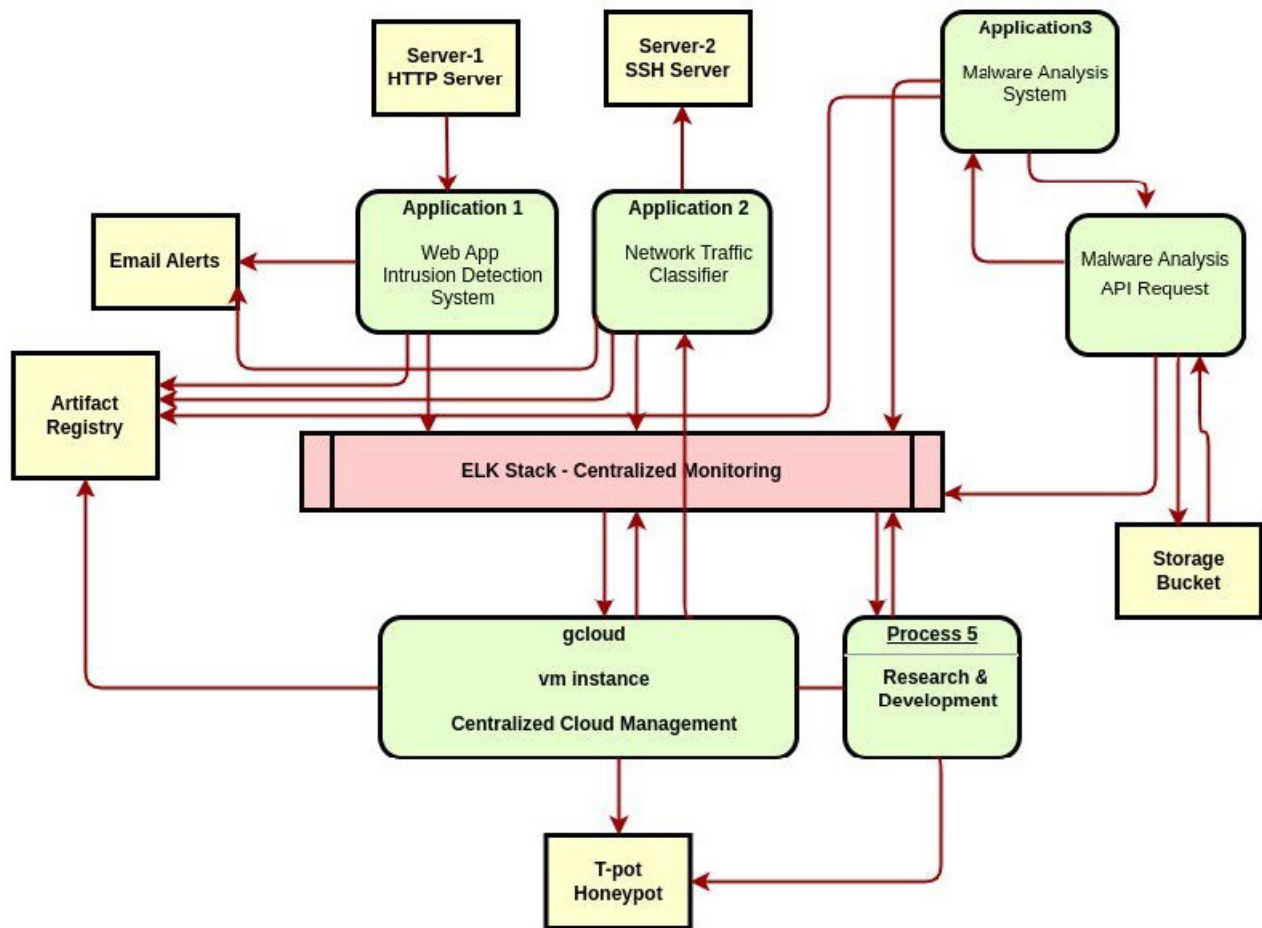 Server-1
HTTP Server
Server-2
SSH Server
Application3
Malware Analysis
System
Application 1
Web App
Intrusion Detection
System
Application 2
Network Traffic
Classifier
Email Alerts
Malware Analysis
API Request
Artifact
Registry
ELK Stack - Centralized Monitoring
Storage
Bucket
gcloud
vm instance
Centralized Cloud Management
Process 5
Research &
Development
T-pot
Honeypot